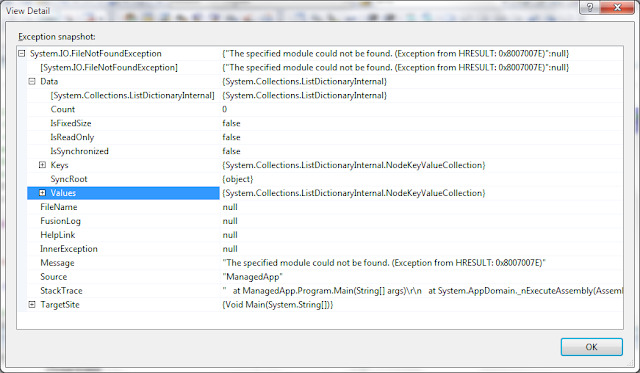 View Detail
Exception snapshot:
System.IO.FileNotFoundException {"The specified module could not be found. (Exception from HRESULT: 0x8007007E)":null}
[System.IO.FileNotFoundException] {"The specified module could not be found. (Exception from HRESULT: 0x8007007E)":null}
Data {System.Collections.ListDictionaryInternal}
[System.Collections.ListDictionaryInternal] {System.Collections.ListDictionaryInternal}
Count 0
IsFixedSize false
IsReadOnly false
IsSynchronized false
Keys {System.Collections.ListDictionaryInternal.NodeKeyValueCollection}
SyncRoot {object}
Values {System.Collections.ListDictionaryInternal.NodeKeyValueCollection}
FileName null
FusionLog null
HelpLink null
InnerException null
Message "The specified module could not be found. (Exception from HRESULT: 0x8007007E)"
Source "ManagedApp"
StackTrace "   at ManagedApp.Program.Main(String[] args)\r\n   at System.AppDomain._nExecuteAssembly(Assem
TargetSite {Void Main(System.String[])}
OK